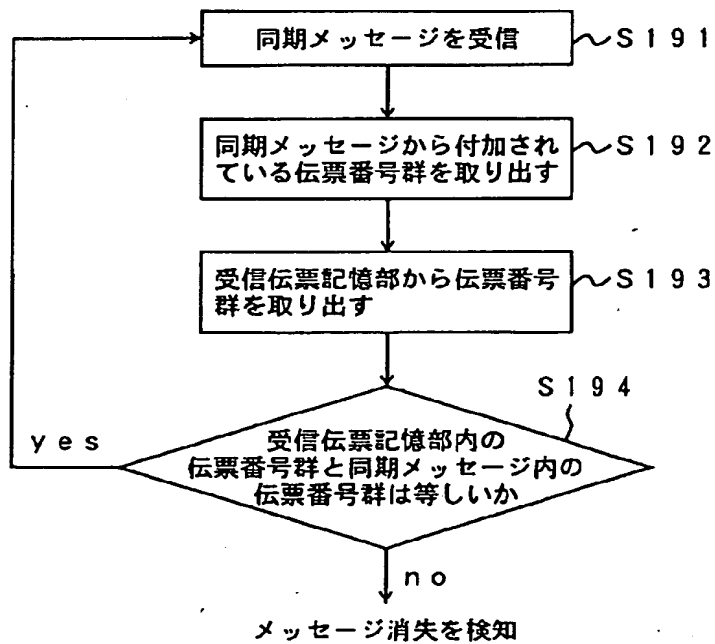 同期メッセージを受信
S191
同期メッセージから付加され
ている伝票番号群を取り出す
S192
受信伝票記憶部から伝票番号
群を取り出す
S193
S194
受信伝票記憶部内の
伝票番号群と同期メッセージ内の
伝票番号群は等しいか
yes
no
メッセージ消失を検知